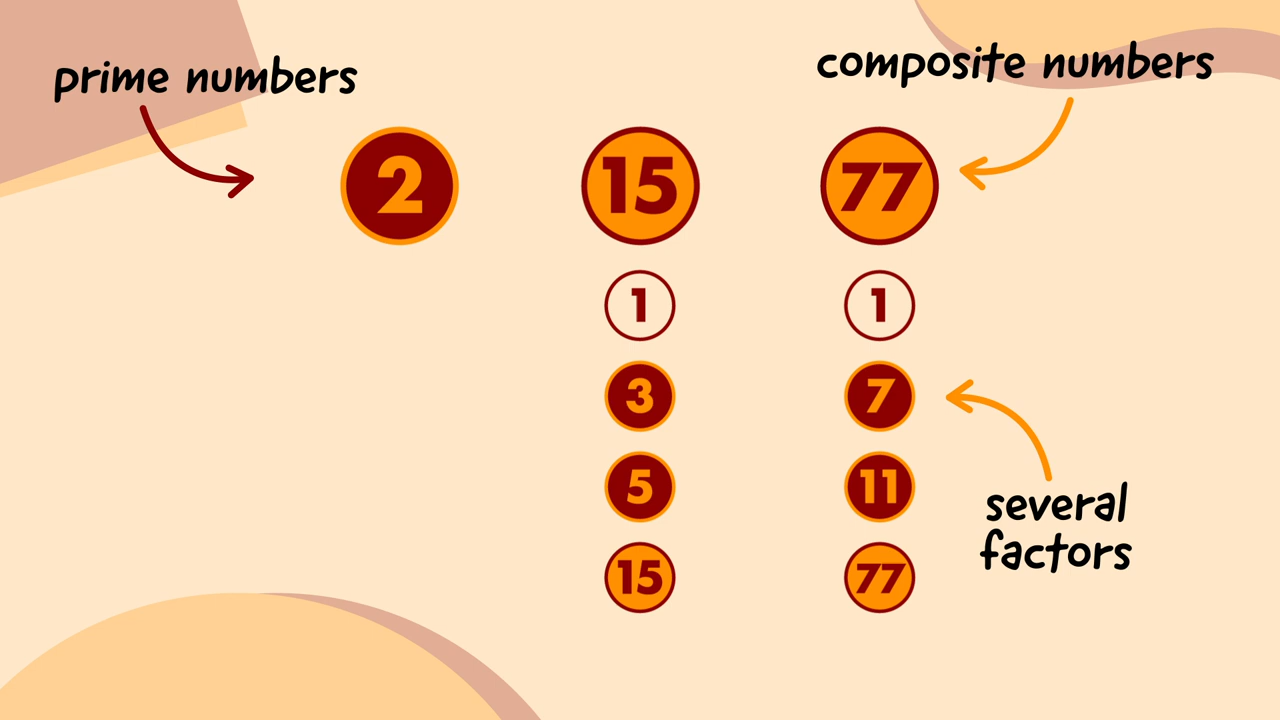 prime numbers
composite numbers
2 15 77
1 1
3 7
5 11
several
factors
15 77